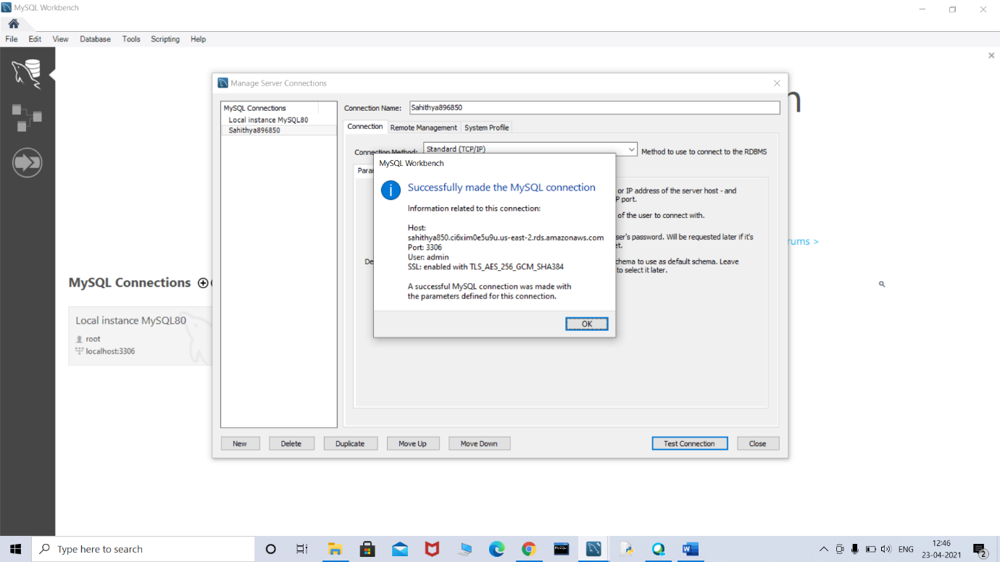 MySQL Workbench
File Edit View Database Tools Scripting Help
Manage Server Connections
MySQL Connections
Local instance MySQL80
Sahithya896850
Connection Name: Sahithya896850
Connection Remote Management System Profile
Connection Method: Standard (TCP/IP) Method to use to connect to the RDBMS
MySQL Workbench
Successfully made the MySQL connection
Information related to this connection:
Host:
sahithya850.ci6xim0e5u9u.us-east-2.rds.amazonaws.com
Port: 3306
User: admin
SSL: enabled with TLS_AES_256_GCM_SHA384
A successful MySQL connection was made with
the parameters defined for this connection.
OK
Param
or IP address of the server host - and
P port.
of the user to connect with.
ser's password. Will be requested later if it's
et.
De
chema to use as default schema. Leave
to select it later.
n
rums >
MySQL Connections
Local instance MySQL80
root
localhost:3306
New Delete Duplicate Move Up Move Down Test Connection Close
Type here to search
ENG
12:46
23-04-2021
2